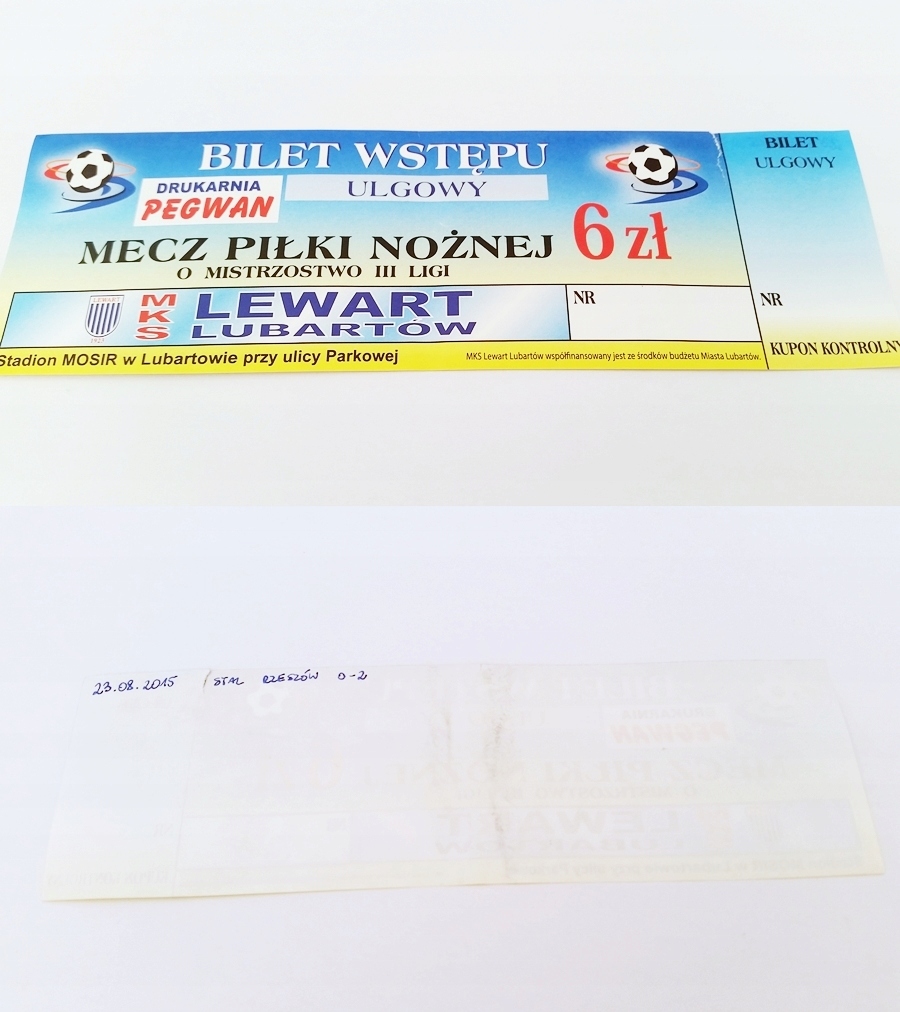 BILET WSTĘPU
DRUKARNIA
PEGWAN
ULGOWY
MECZ PIŁKI NOŻNEJ
6 zł
O MISTRZOSTWO III LIGI
LEWART
1923
MKS
LEWART
LUBARTÓW
NR
Stadion MOSIR w Lubartowie przy ulicy Parkowej
MKS Lewart Lubartów współfinansowany jest ze środków budżetu Miasta Lubartów.
BILET
ULGOWY
NR
KUPON KONTROLNY
23.08.2015 STAL RZESZÓW 0-2